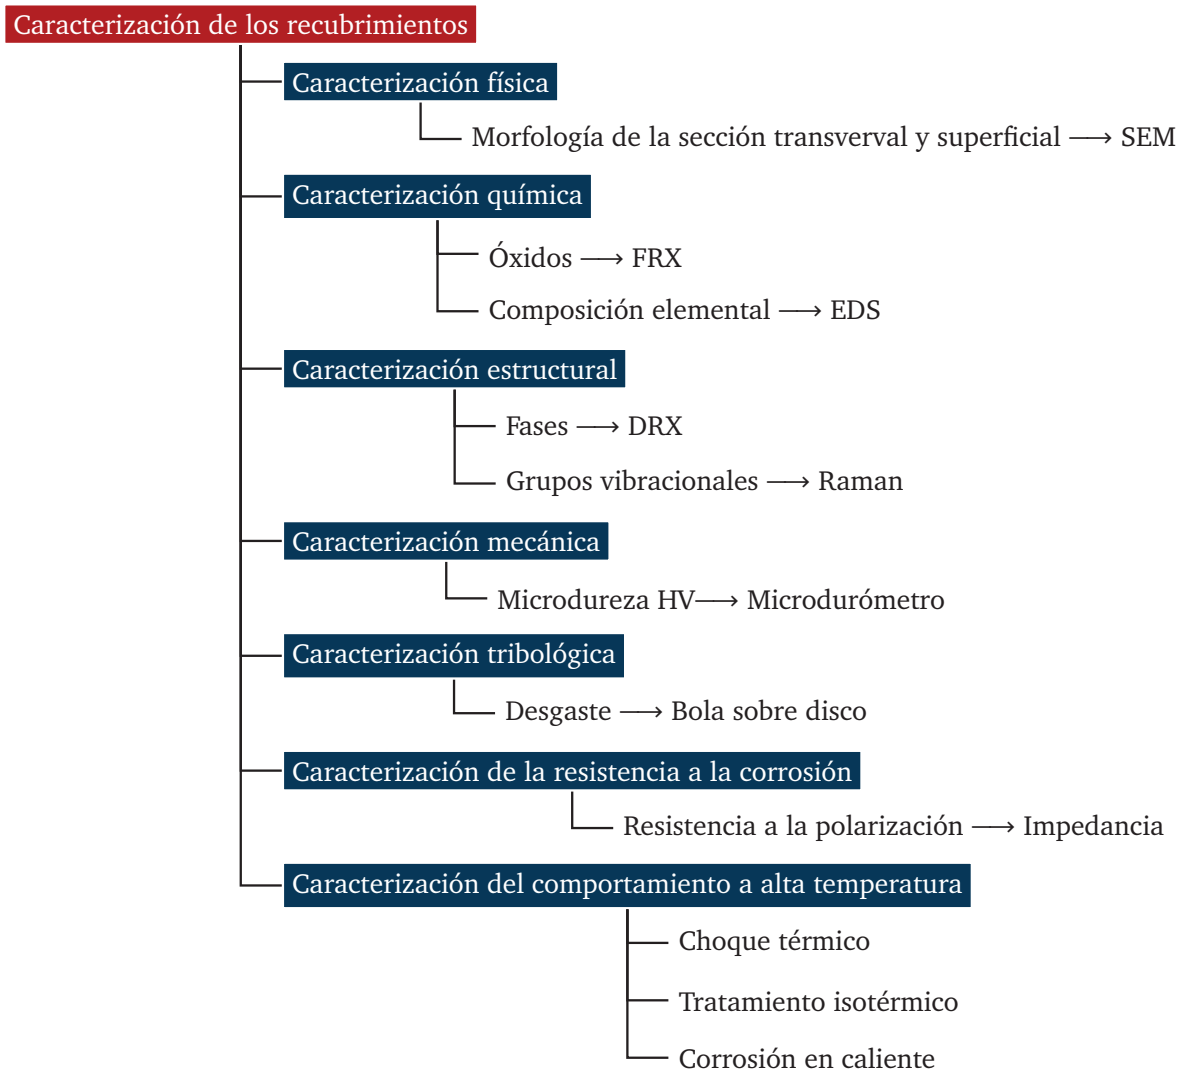 Caracterización de los recubrimientos
Caracterización física
Morfología de la sección transverval y superficial ⟶ SEM
Caracterización química
Óxidos ⟶ FRX
Composición elemental ⟶ EDS
Caracterización estructural
Fases ⟶ DRX
Grupos vibracionales ⟶ Raman
Caracterización mecánica
Microdureza HV⟶ Microdurómetro
Caracterización tribológica
Desgaste ⟶ Bola sobre disco
Caracterización de la resistencia a la corrosión
Resistencia a la polarización ⟶ Impedancia
Caracterización del comportamiento a alta temperatura
Choque térmico
Tratamiento isotérmico
Corrosión en caliente